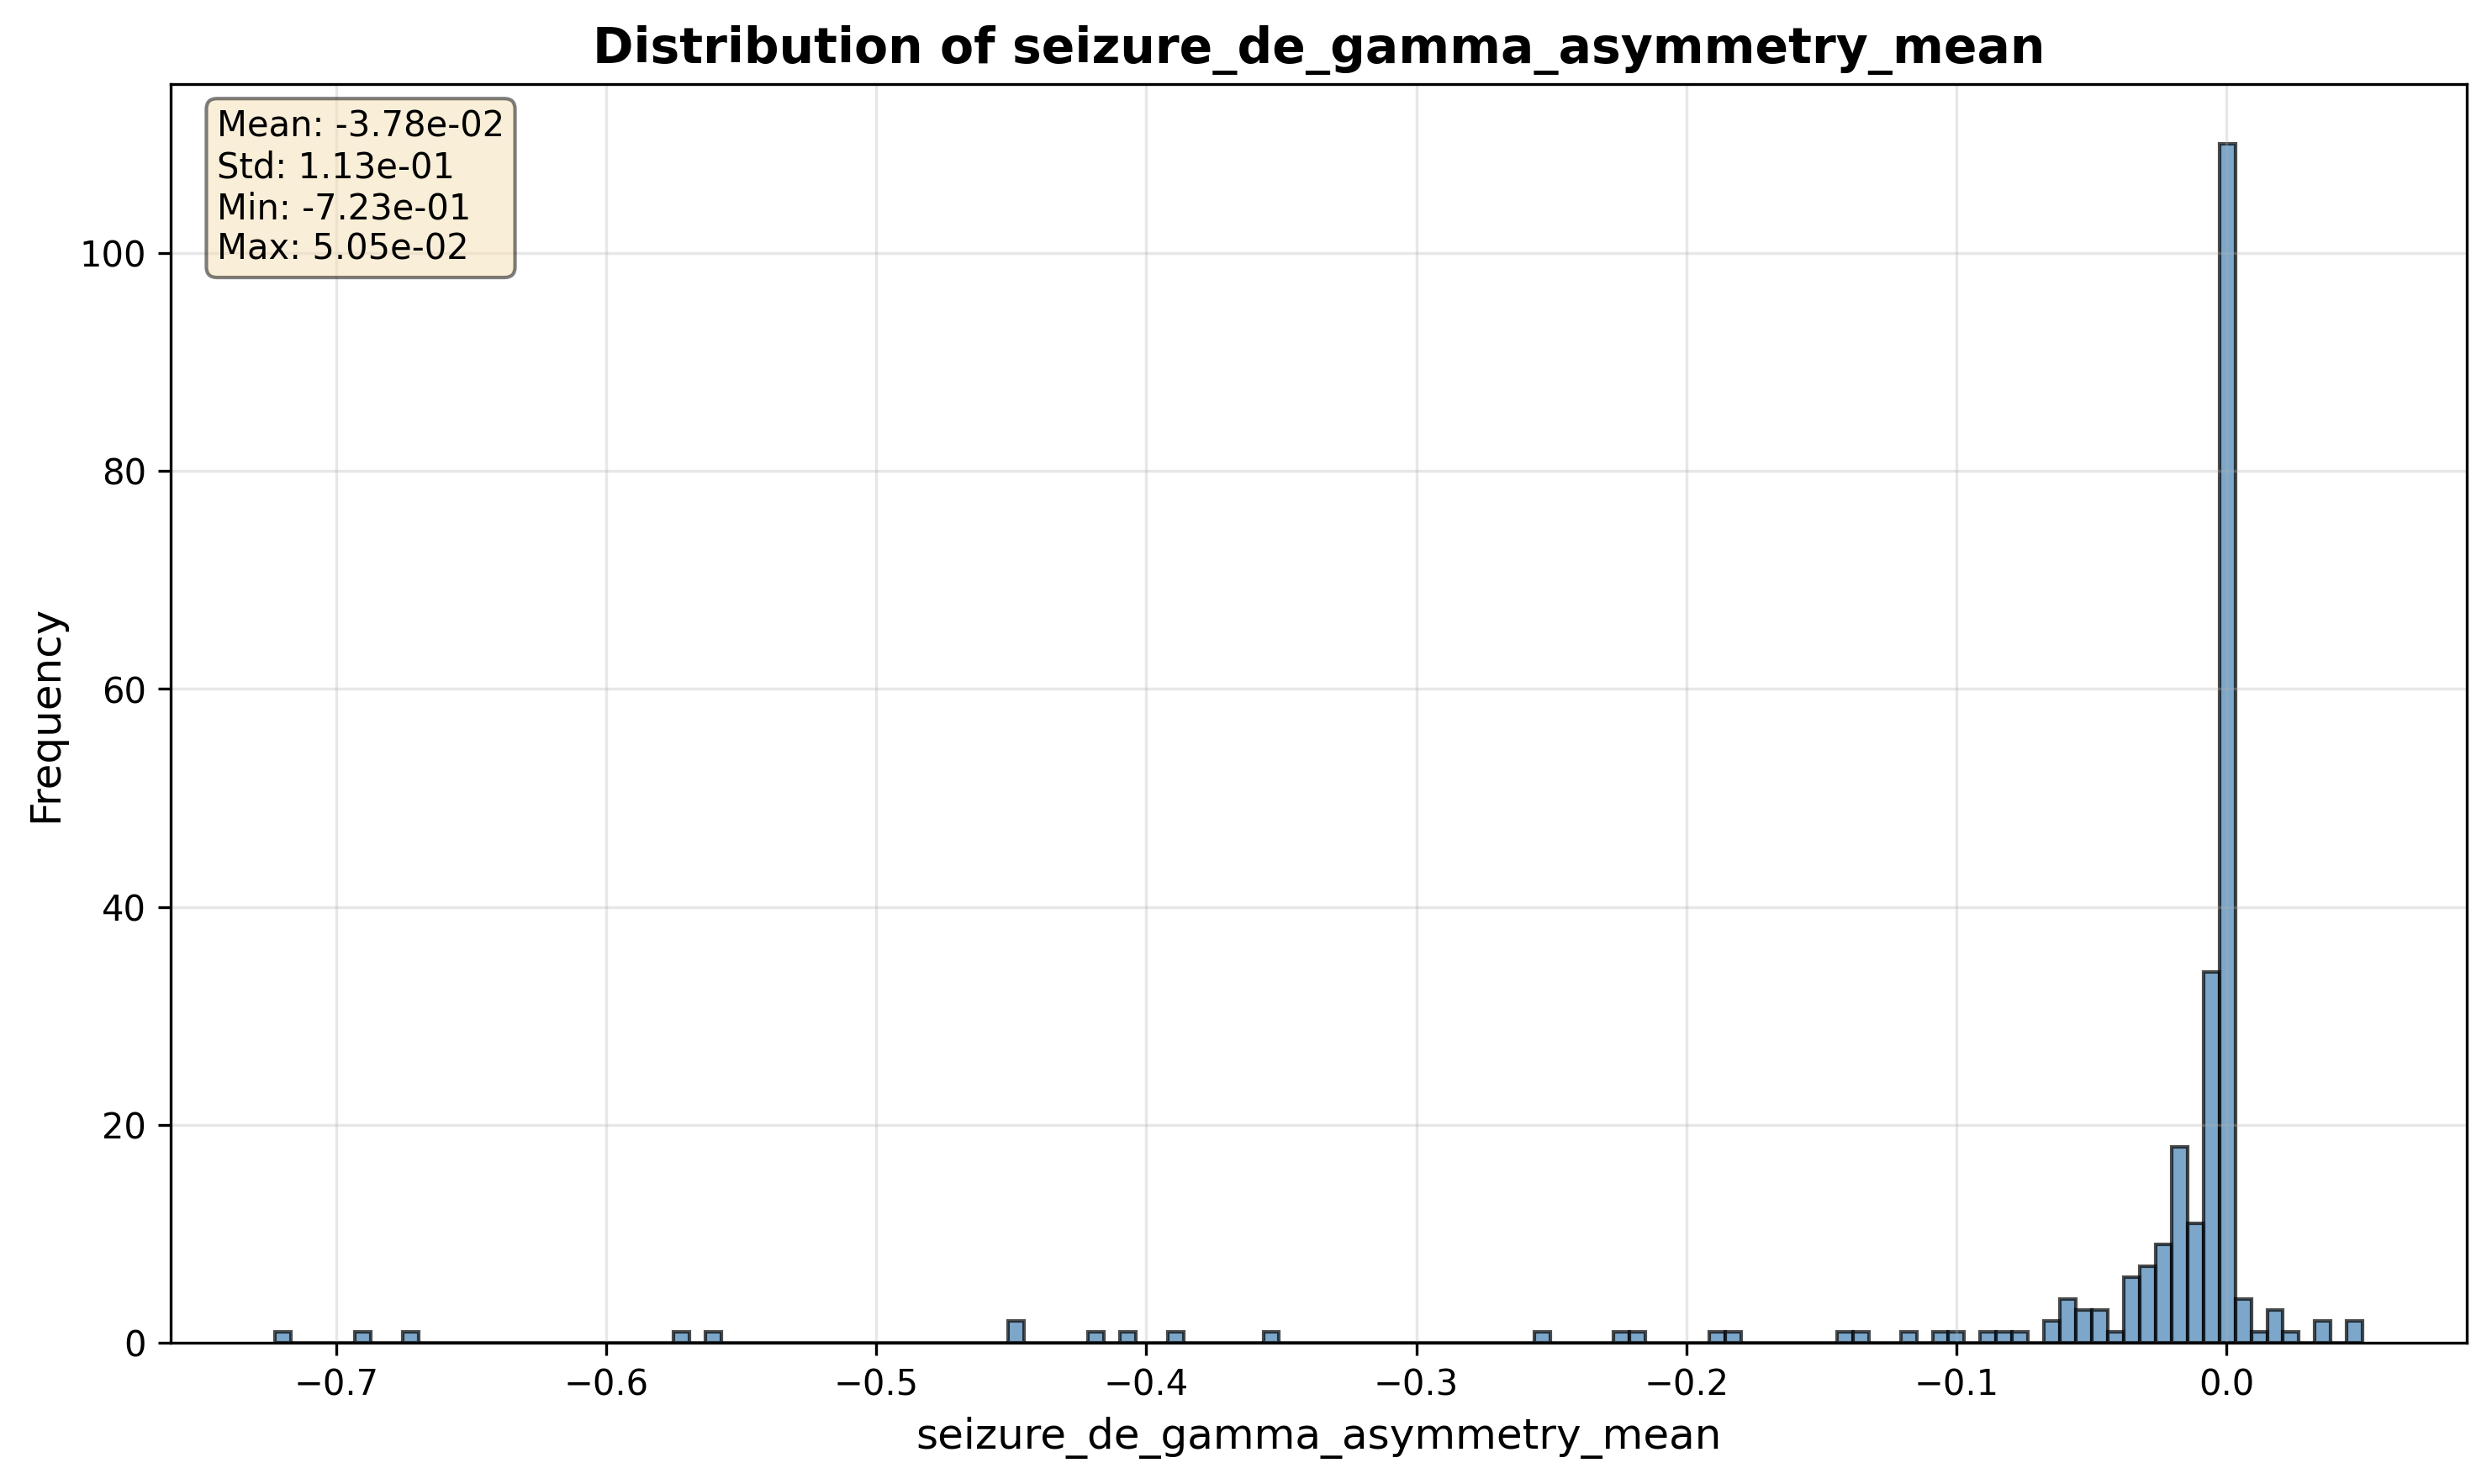 Distribution of seizure_de_gamma_asymmetry_mean
Mean: -3.78e-02
Std: 1.13e-01
Min: -7.23e-01
Max: 5.05e-02
100
80
60
40
20
0
Frequency
−0.7 −0.6 −0.5 −0.4 −0.3 −0.2 −0.1 0.0
seizure_de_gamma_asymmetry_mean